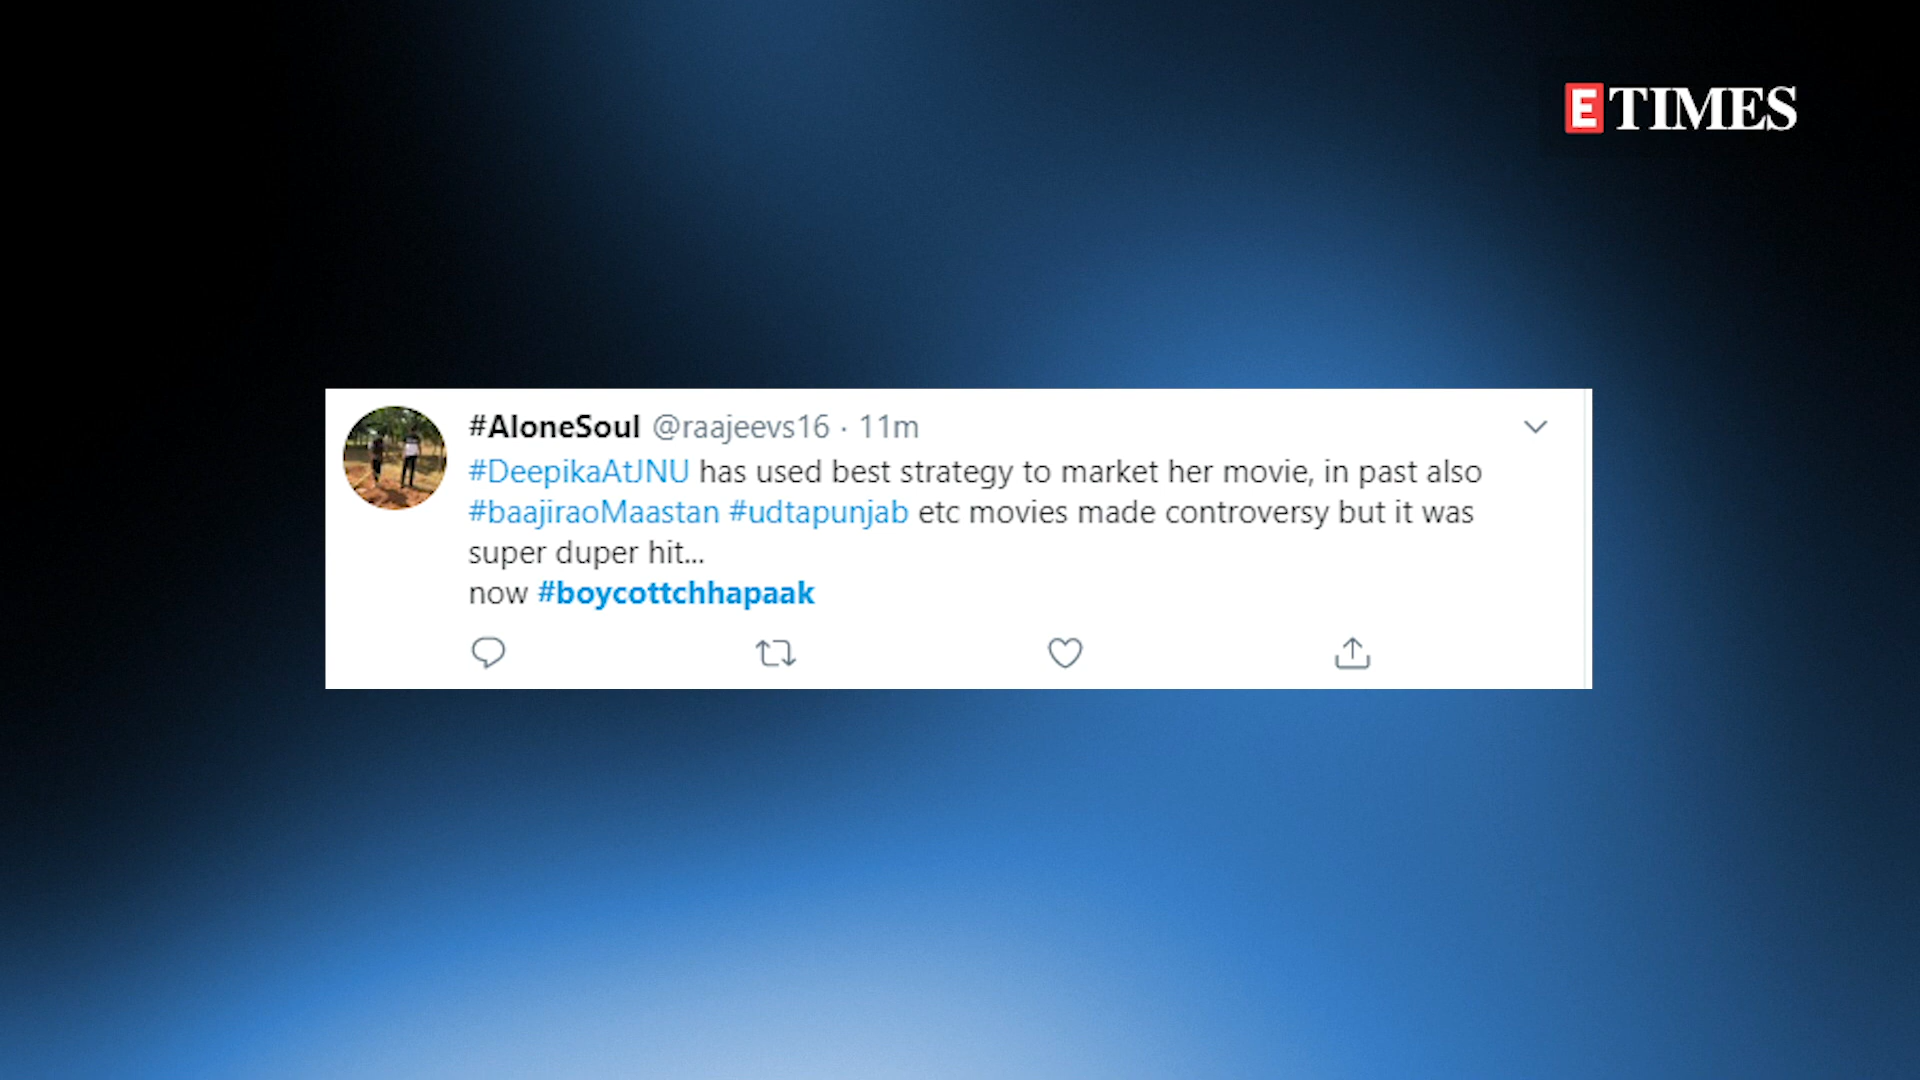 E TIMES
#AloneSoul @raajeevs16 · 11m
#DeepikaAtJNU has used best strategy to market her movie, in past also
#baajiraoMaastan #udtapunjab etc movies made controversy but it was
super duper hit...
now #boycottchhapaak